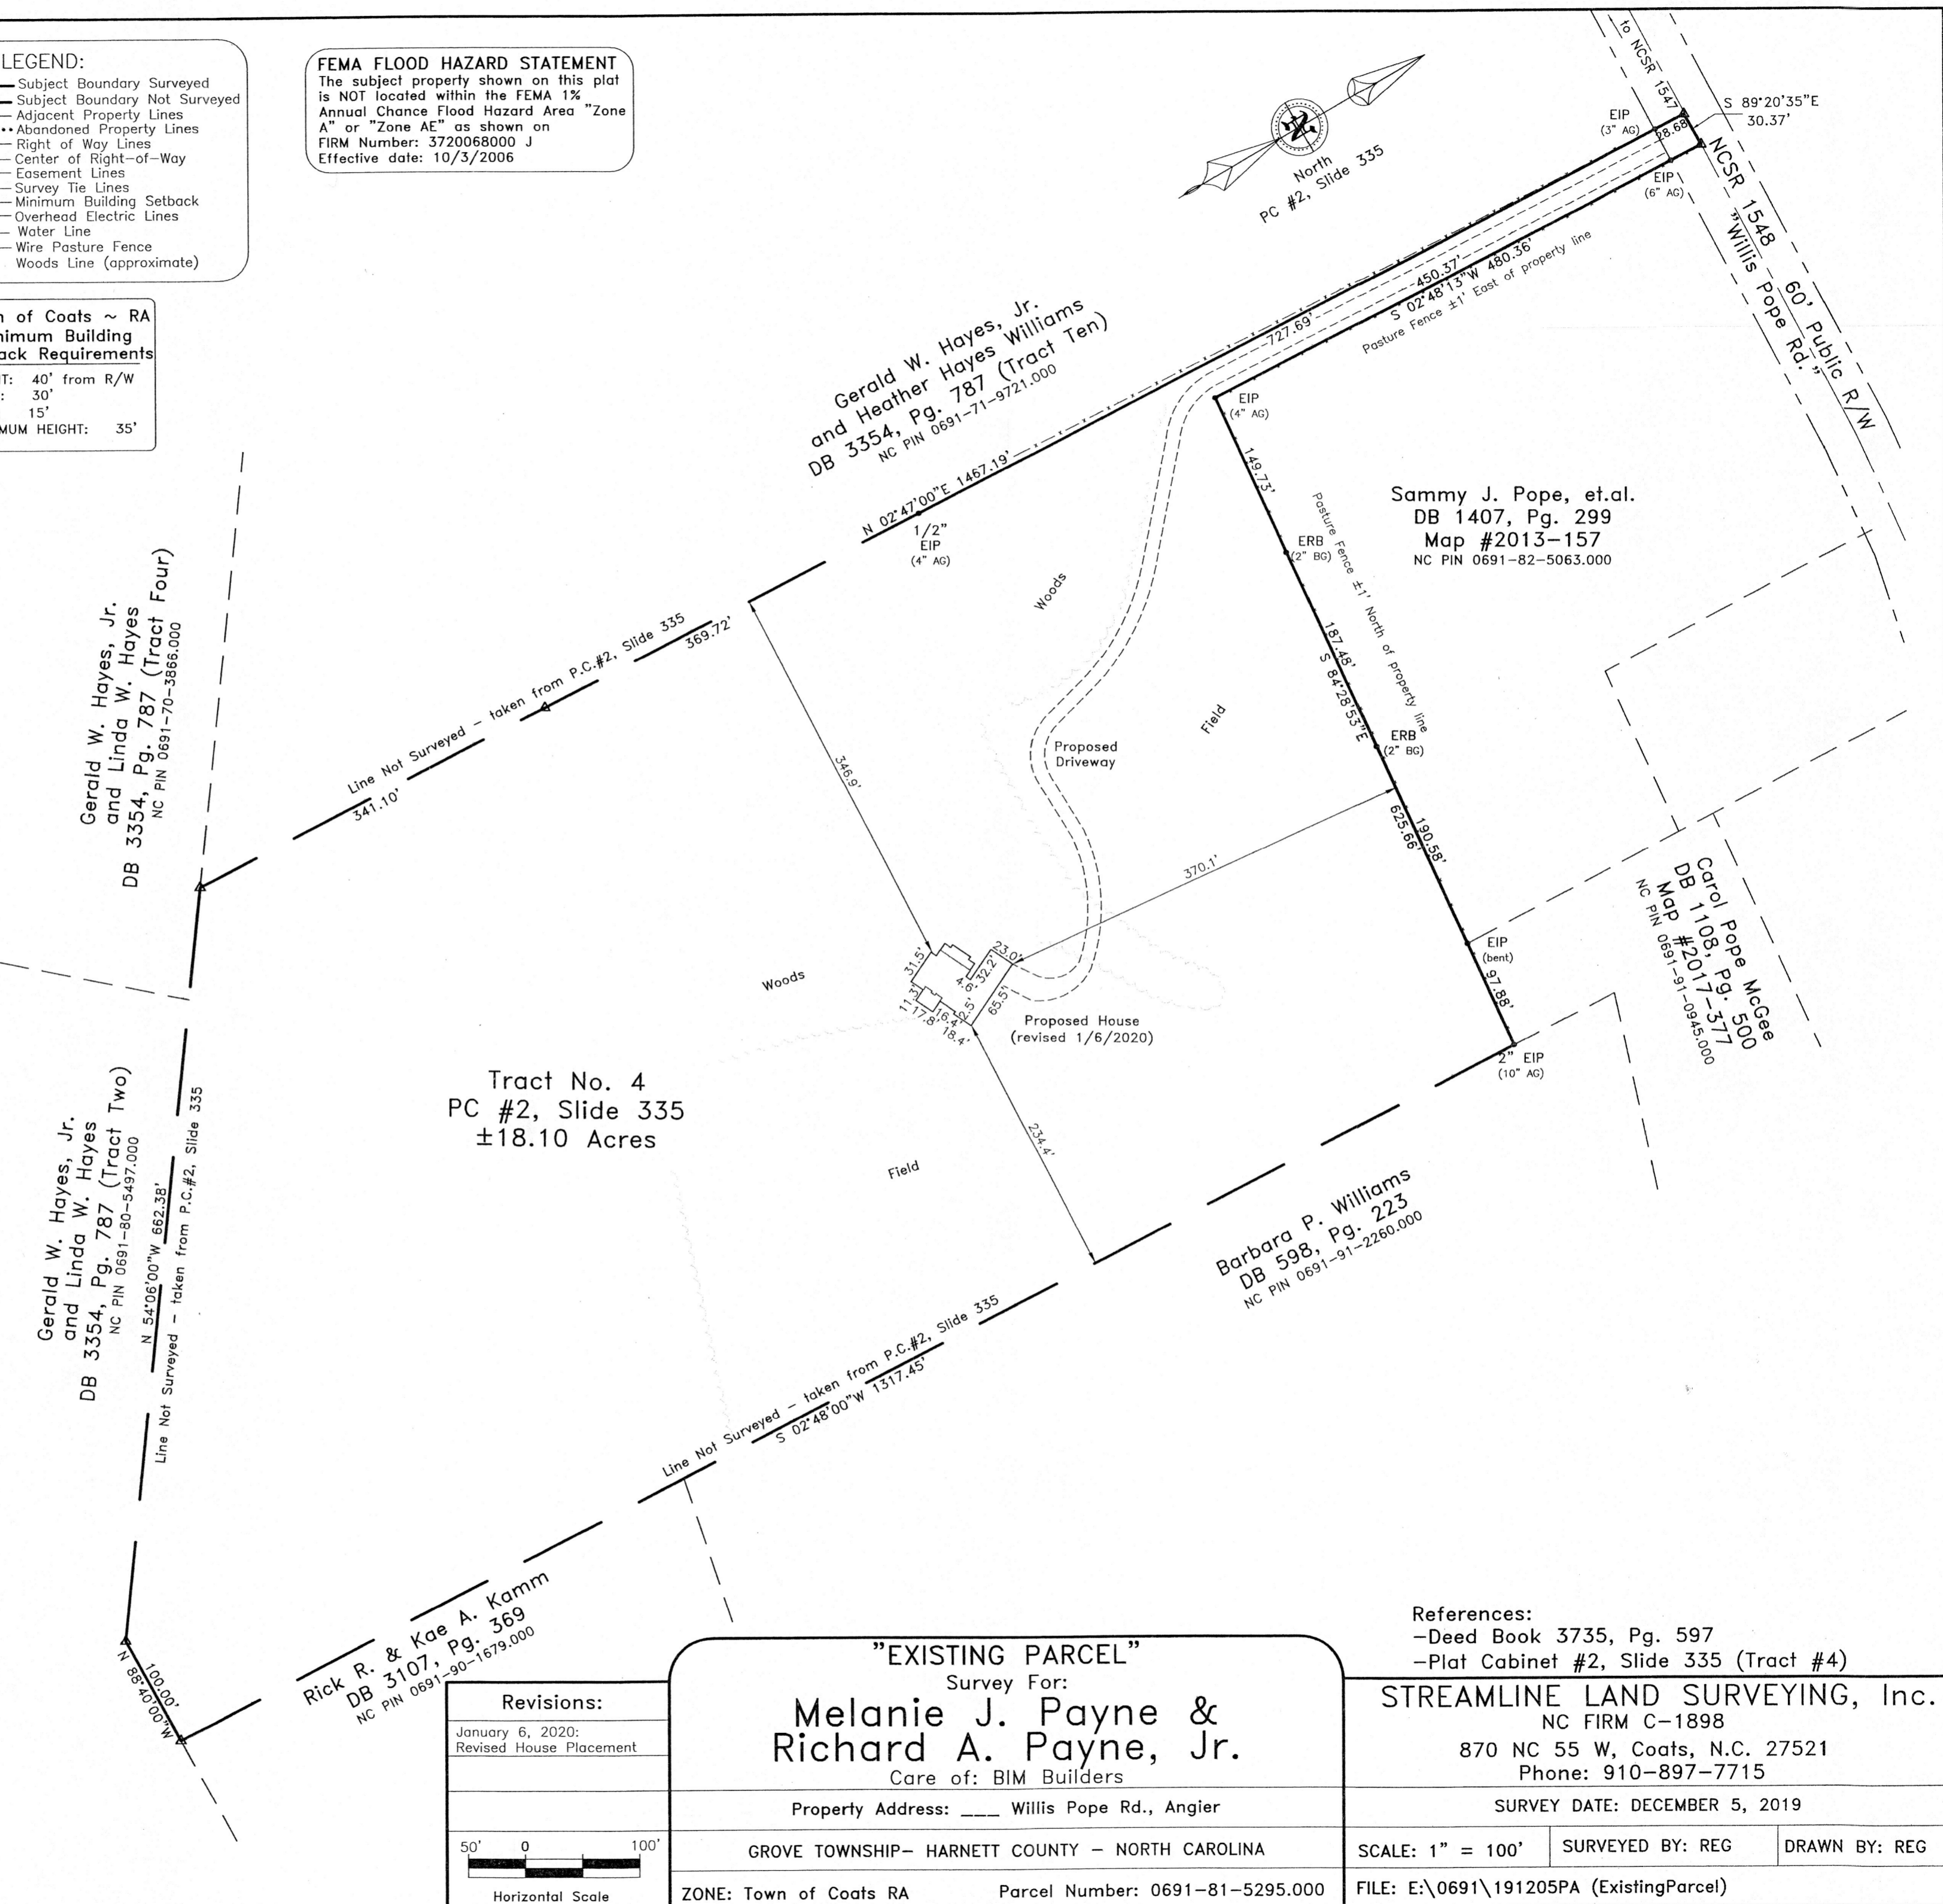 LEGEND:
Subject Boundary Surveyed
Subject Boundary Not Surveyed
Adjacent Property Lines
Abandoned Property Lines
Right of Way Lines
Center of Right-of-Way
Easement Lines
Survey Tie Lines
Minimum Building Setback
Overhead Electric Lines
Water Line
Wire Pasture Fence
Woods Line (approximate)
FEMA FLOOD HAZARD STATEMENT
The subject property shown on this plat
is NOT located within the FEMA 1%
Annual Chance Flood Hazard Area "Zone
A" or "Zone AE" as shown on
FIRM Number: 3720068000 J
Effective date: 10/3/2006
of Coats ~ RA
Building
Requirements
40' from R/W
30'
15'
HEIGHT: 35'
North
PC #2, Slide 335
to NCSR 1547
S 89°20'35"E
30.37'
EIP
(3" AG)
28.68
EIP
(6" AG)
NCSR 1548 - 60' Public R/W
"Willis Pope Rd."
450.37'
S 02°48'13"W 480.36'
Pasture Fence ±1' East of property line
727.69'
Gerald W. Hayes, Jr.
and Heather Hayes Williams
DB 3354, Pg. 787 (Tract Ten)
NC PIN 0691-71-9721.000
N 02°47'00"E 1467.19'
1/2"
EIP
(4" AG)
EIP
(4" AG)
149.73'
ERB
(2" BG)
Pasture Fence ±1' North of property line
187.48'
S 84°28'53"E
ERB
(2" BG)
190.58'
625.66'
EIP
(bent)
97.88'
2" EIP
(10" AG)
Sammy J. Pope, et.al.
DB 1407, Pg. 299
Map #2013-157
NC PIN 0691-82-5063.000
Carol Pope McGee
DB 1108, Pg. 500
Map #2017-377
NC PIN 0691-91-0945.000
Woods
Field
Proposed
Driveway
346.9'
370.1'
Line Not Surveyed - taken from P.C.#2, Slide 335
369.72'
341.10'
Gerald W. Hayes, Jr.
and Linda W. Hayes
DB 3354, Pg. 787 (Tract Four)
NC PIN 0691-70-3866.000
Woods
31.5'
23.0'
32.2'
4.6'
65.5'
11.3'
17.8'
16.4'
2.5'
18.4'
Proposed House
(revised 1/6/2020)
234.4'
Tract No. 4
PC #2, Slide 335
±18.10 Acres
Field
Gerald W. Hayes, Jr.
and Linda W. Hayes
DB 3354, Pg. 787 (Tract Two)
NC PIN 0691-80-5497.000
N 54°06'00"W 662.38'
Line Not Surveyed - taken from P.C.#2, Slide 335
Barbara P. Williams
DB 598, Pg. 223
NC PIN 0691-91-2260.000
Line Not Surveyed - taken from P.C.#2, Slide 335
S 02°48'00"W 1317.45'
Rick R. & Kae A. Kamm
DB 3107, Pg. 369
NC PIN 0691-90-1679.000
100.00'
N 88°40'00"W
References:
-Deed Book 3735, Pg. 597
-Plat Cabinet #2, Slide 335 (Tract #4)
Revisions:
January 6, 2020:
Revised House Placement
50' 0 100'
Horizontal Scale
"EXISTING PARCEL"
Survey For:
Melanie J. Payne &
Richard A. Payne, Jr.
Care of: BIM Builders
Property Address: ___ Willis Pope Rd., Angier
GROVE TOWNSHIP- HARNETT COUNTY - NORTH CAROLINA
ZONE: Town of Coats RA Parcel Number: 0691-81-5295.000
STREAMLINE LAND SURVEYING, Inc.
NC FIRM C-1898
870 NC 55 W, Coats, N.C. 27521
Phone: 910-897-7715
SURVEY DATE: DECEMBER 5, 2019
SCALE: 1" = 100' SURVEYED BY: REG DRAWN BY: REG
FILE: E:\0691\191205PA (ExistingParcel)